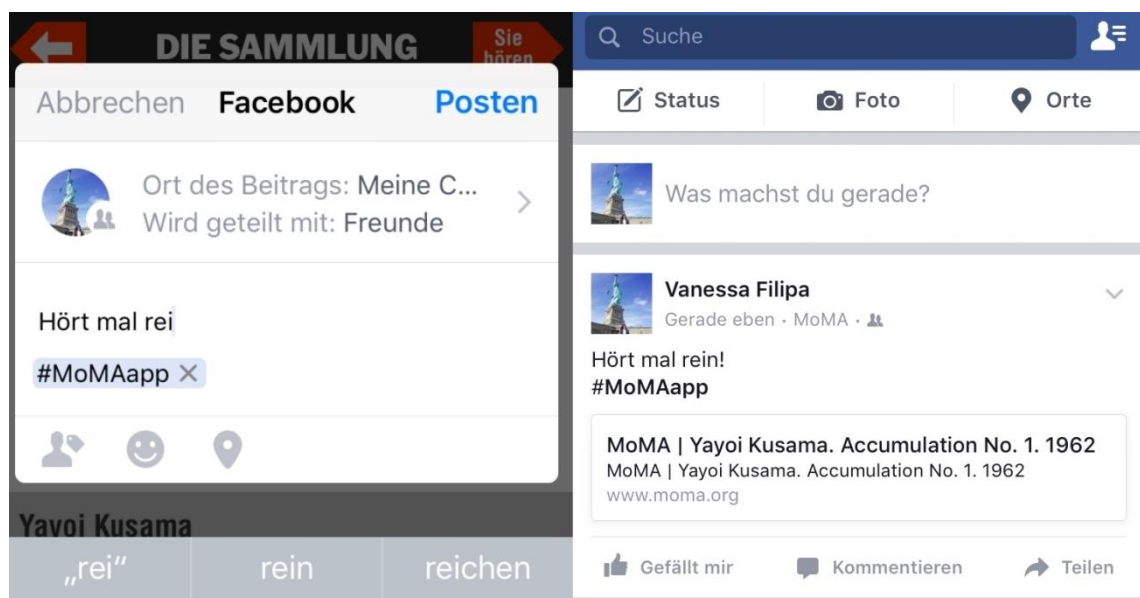 DIE SAMMLUNG
Sie
hören
Abbrechen Facebook Posten
Ort des Beitrags: Meine C...
Wird geteilt mit: Freunde
Hört mal rei
#MoMAapp
Yayoi Kusama
„rei“ rein reichen
Suche
Status Foto Orte
Was machst du gerade?
Vanessa Filipa
Gerade eben · MoMA ·
Hört mal rein!
#MoMAapp
MoMA | Yayoi Kusama. Accumulation No. 1. 1962
MoMA | Yayoi Kusama. Accumulation No. 1. 1962
www.moma.org
Gefällt mir Kommentieren Teilen